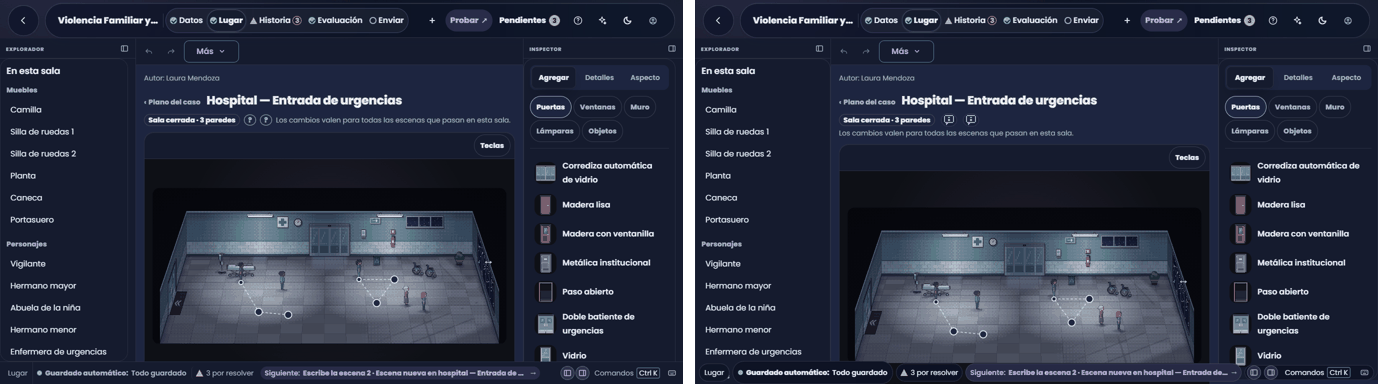 Violencia Familiar y... Datos Lugar Historia 3 Evaluación Enviar + Probar ↗ Pendientes 3
EXPLORADOR
Más
INSPECTOR
En esta sala
Muebles
Camilla
Silla de ruedas 1
Silla de ruedas 2
Planta
Caneca
Portasuero
Personajes
Vigilante
Hermano mayor
Abuela de la niña
Hermano menor
Enfermera de urgencias
Autor: Laura Mendoza
‹ Plano del caso Hospital — Entrada de urgencias
Sala cerrada · 3 paredes ? ? Los cambios valen para todas las escenas que pasan en esta sala.
Teclas
Agregar Detalles Aspecto
Puertas Ventanas Muro
Lámparas Objetos
Corrediza automática
de vidrio
Madera lisa
Madera con ventanilla
Metálica institucional
Paso abierto
Doble batiente de
urgencias
Vidrio
Lugar Guardado automático: Todo guardado 3 por resolver Siguiente: Escribe la escena 2 · Escena nueva en hospital — Entrada de ... → Comandos Ctrl K
Violencia Familiar y... Datos Lugar Historia 3 Evaluación Enviar + Probar ↗ Pendientes 3
EXPLORADOR
Más
INSPECTOR
En esta sala
Muebles
Camilla
Silla de ruedas 1
Silla de ruedas 2
Planta
Caneca
Portasuero
Personajes
Vigilante
Hermano mayor
Abuela de la niña
Hermano menor
Enfermera de urgencias
Autor: Laura Mendoza
‹ Plano del caso Hospital — Entrada de urgencias
Sala cerrada · 3 paredes
Los cambios valen para todas las escenas que pasan en esta sala.
Teclas
Agregar Detalles Aspecto
Puertas Ventanas Muro
Lámparas Objetos
Corrediza automática de
vidrio
Madera lisa
Madera con ventanilla
Metálica institucional
Paso abierto
Doble batiente de
urgencias
Vidrio
Lugar Guardado automático: Todo guardado 3 por resolver Siguiente: Escribe la escena 2 · Escena nueva en hospital — Entrada de... → Comandos Ctrl K